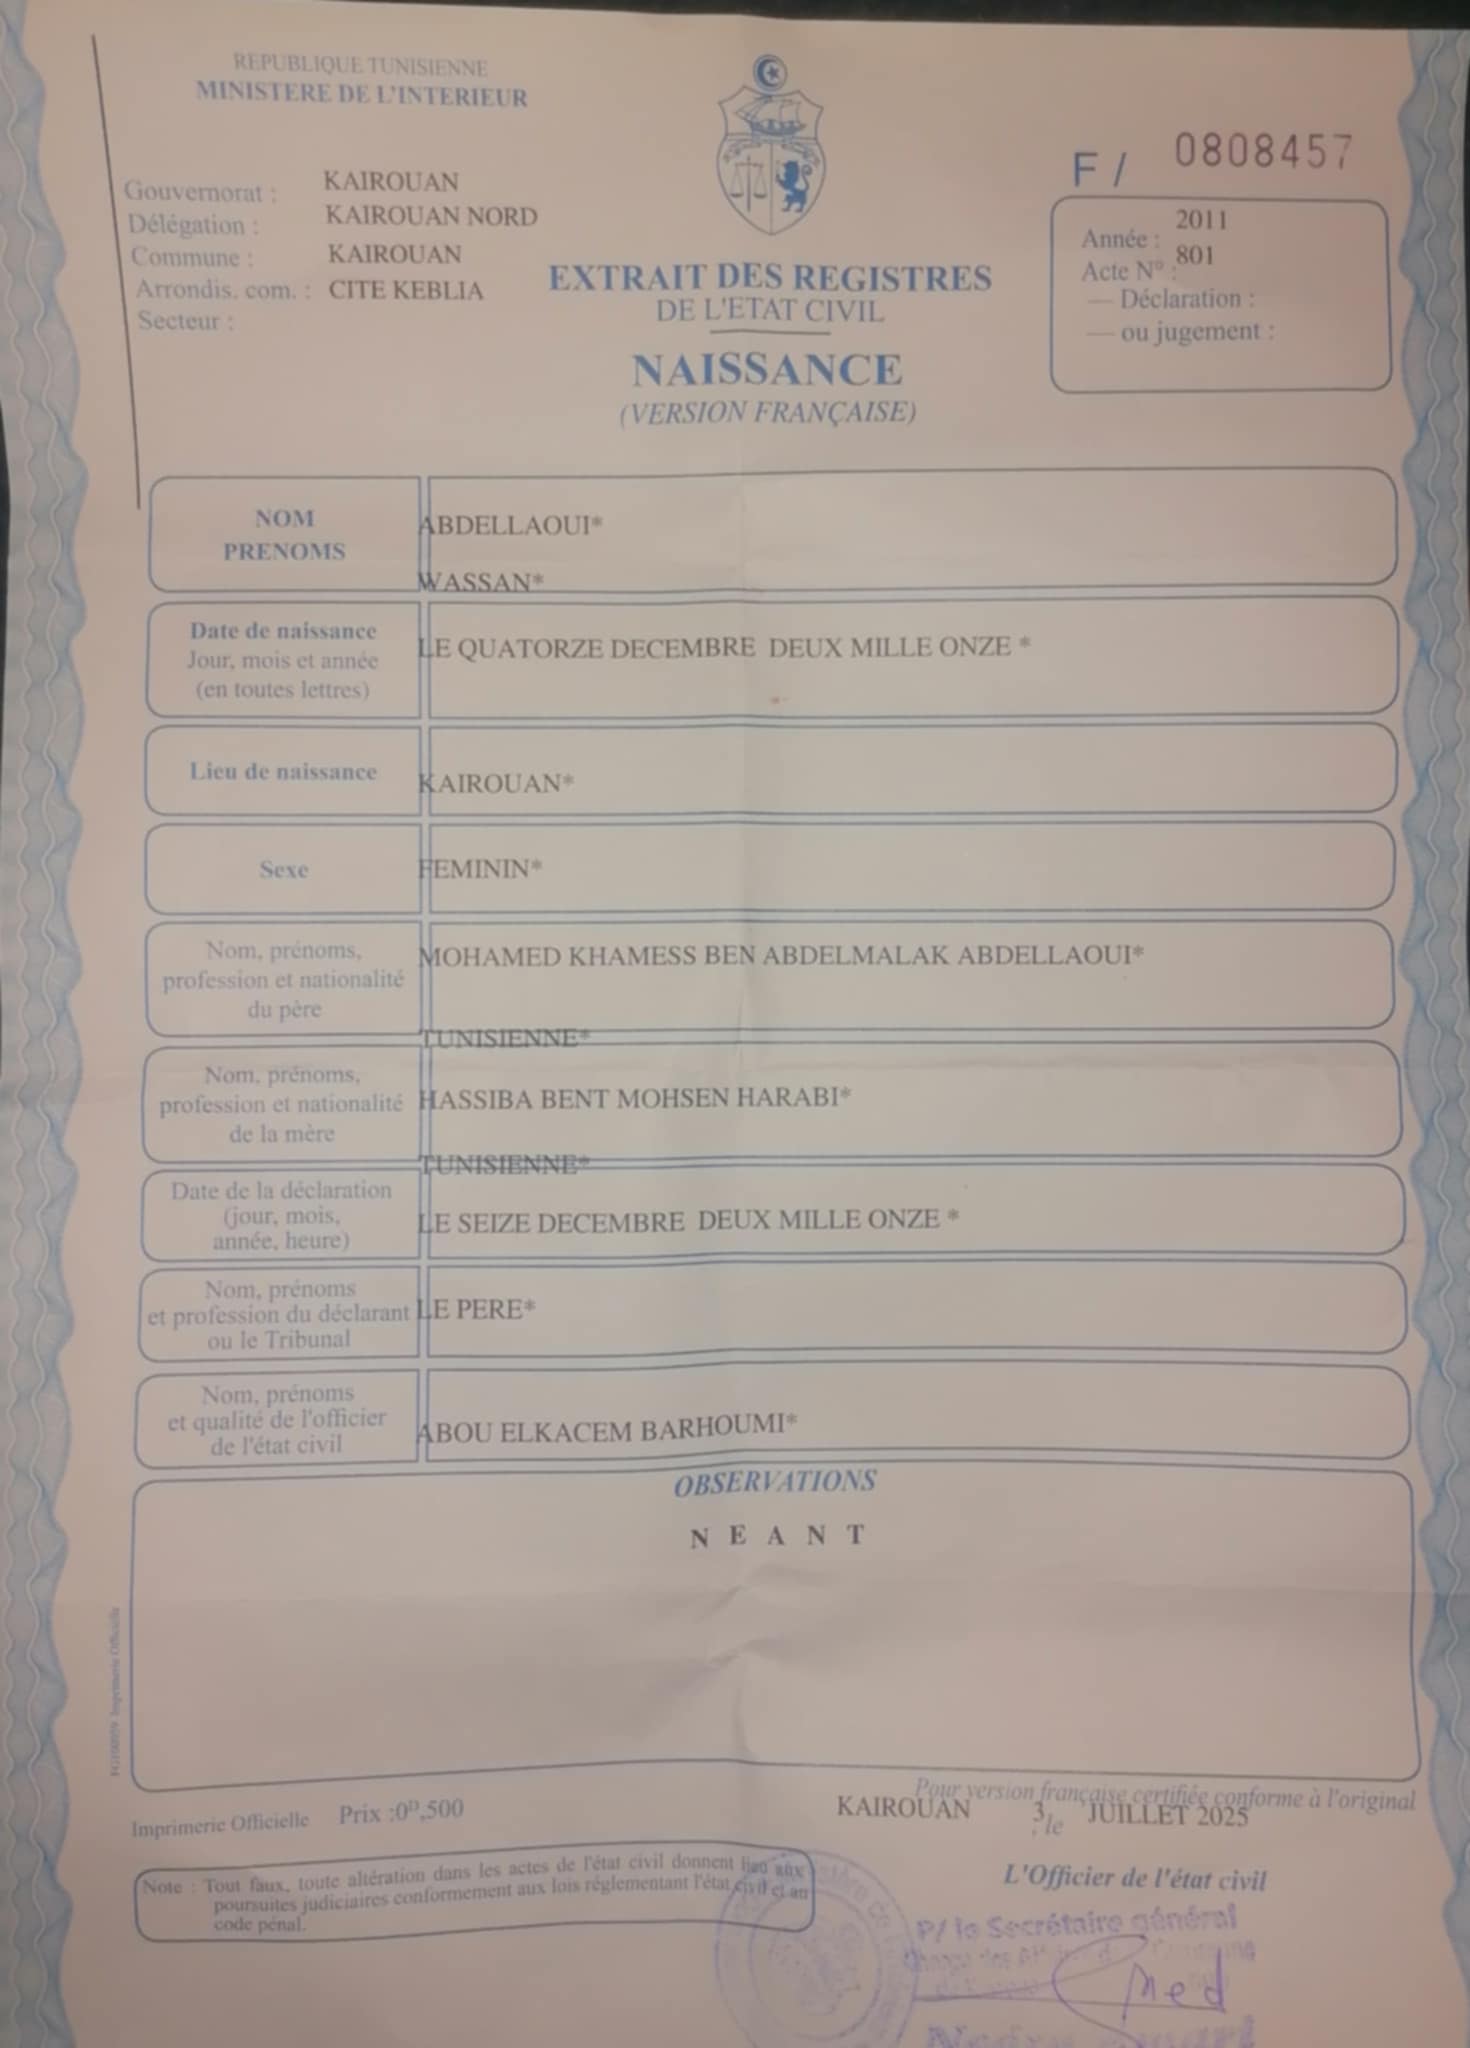 REPUBLIQUE TUNISIENNE
MINISTERE DE L'INTERIEUR
Gouvernorat : KAIROUAN
Délégation : KAIROUAN NORD
Commune : KAIROUAN
Arrondis. com. : CITE KEBLIA
Secteur :
EXTRAIT DES REGISTRES
DE L'ETAT CIVIL
NAISSANCE
(VERSION FRANÇAISE)
F / 0808457
Année : 2011
Acte N° : 801
— Déclaration :
— ou jugement :
NOM
PRENOMS
ABDELLAOUI*
WASSAN*
Date de naissance
Jour, mois et année
(en toutes lettres)
LE QUATORZE DECEMBRE DEUX MILLE ONZE *
Lieu de naissance
KAIROUAN*
Sexe
FEMININ*
Nom, prénoms,
profession et nationalité
du père
MOHAMED KHAMESS BEN ABDELMALAK ABDELLAOUI*
TUNISIENNE*
Nom, prénoms,
profession et nationalité
de la mère
HASSIBA BENT MOHSEN HARABI*
TUNISIENNE*
Date de la déclaration
(jour, mois,
année, heure)
LE SEIZE DECEMBRE DEUX MILLE ONZE *
Nom, prénoms
et profession du déclarant
ou le Tribunal
LE PERE*
Nom, prénoms
et qualité de l'officier
de l'état civil
ABOU ELKACEM BARHOUMI*
OBSERVATIONS
N E A N T
Imprimerie Officielle
Imprimerie Officielle Prix :0ᴰ,500
Pour version française certifiée conforme à l'original
KAIROUAN 3 le JUILLET 2025
Note : Tout faux, toute altération dans les actes de l'état civil donnent lieu aux
poursuites judiciaires conformement aux lois réglementant l'état civil et au
code pénal.
L'Officier de l'état civil
P/ le Secrétaire général